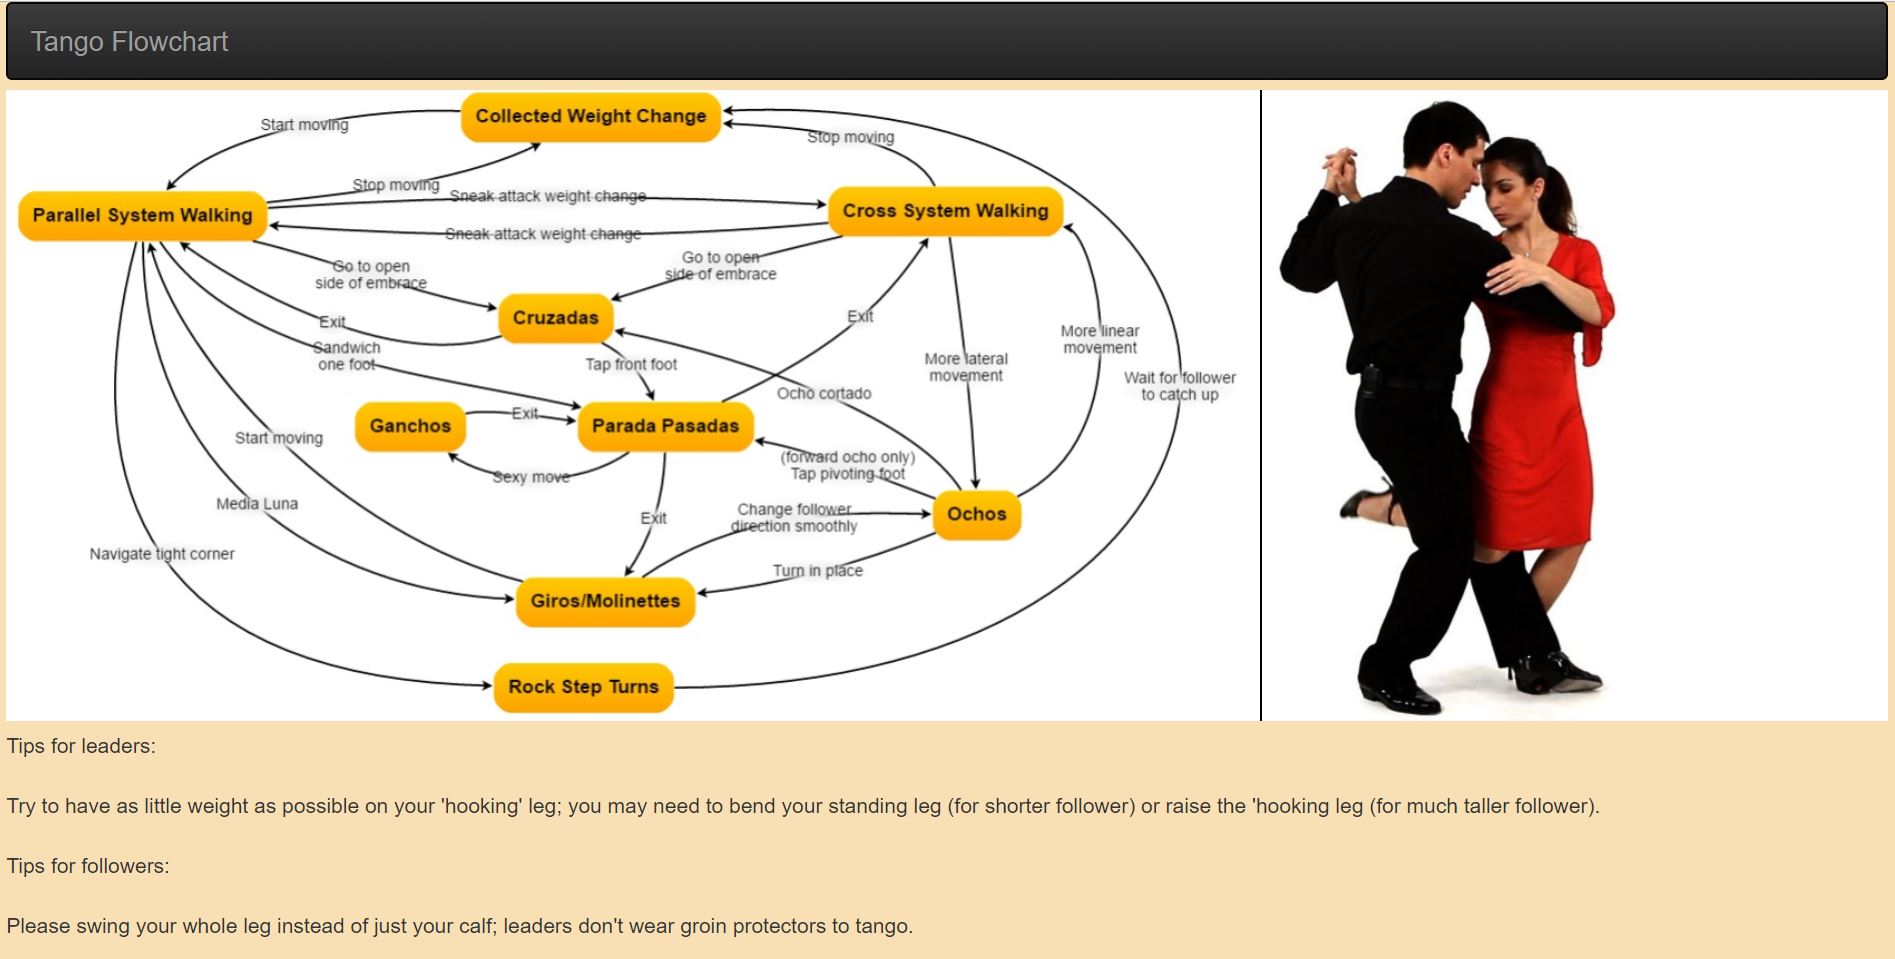 Tango Flowchart
Collected Weight Change
Start moving
Stop moving
Stop moving
Sneak attack weight change
Parallel System Walking
Cross System Walking
Sneak attack weight change
Go to open
side of embrace
Go to open
side of embrace
Cruzadas
Exit
Exit
Sandwich
one foot
Tap front foot
More lateral
movement
More linear
movement
Wait for follower
to catch up
Ocho cortado
Ganchos
Exit
Parada Pasadas
Start moving
(forward ocho only)
Tap pivoting foot
Sexy move
Media Luna
Exit
Change follower
direction smoothly
Ochos
Navigate tight corner
Turn in place
Giros/Molinettes
Rock Step Turns
Tips for leaders:
Try to have as little weight as possible on your 'hooking' leg; you may need to bend your standing leg (for shorter follower) or raise the 'hooking leg (for much taller follower).
Tips for followers:
Please swing your whole leg instead of just your calf; leaders don't wear groin protectors to tango.